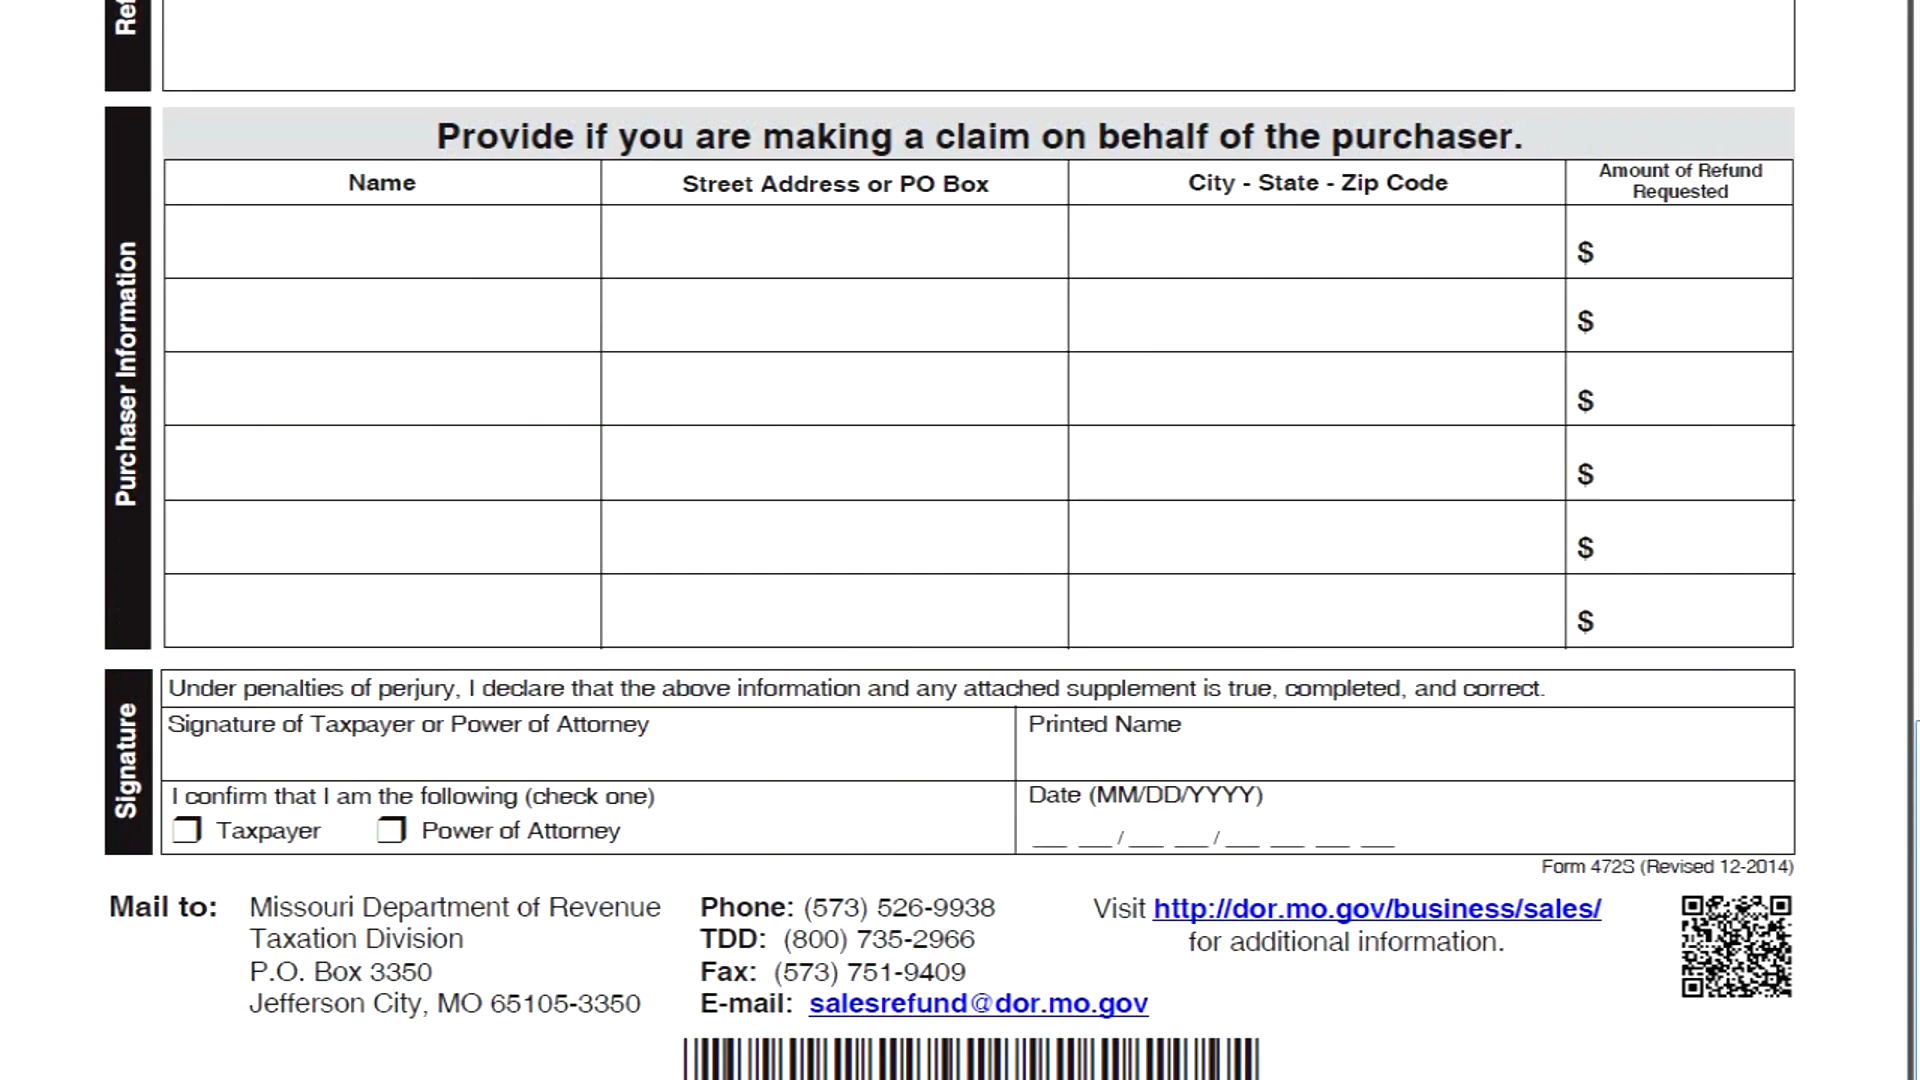 Ref
Provide if you are making a claim on behalf of the purchaser.
Purchaser Information
Name
Street Address or PO Box
City - State - Zip Code
Amount of Refund
Requested
$
$
$
$
$
$
Signature
Under penalties of perjury, I declare that the above information and any attached supplement is true, completed, and correct.
Signature of Taxpayer or Power of Attorney
Printed Name
I confirm that I am the following (check one)
Taxpayer
Power of Attorney
Date (MM/DD/YYYY)
__ __/__ __/__ __ __ __
Form 472S (Revised 12-2014)
Mail to: Missouri Department of Revenue
Taxation Division
P.O. Box 3350
Jefferson City, MO 65105-3350
Phone: (573) 526-9938
TDD: (800) 735-2966
Fax: (573) 751-9409
E-mail: salesrefund@dor.mo.gov
Visit http://dor.mo.gov/business/sales/
for additional information.